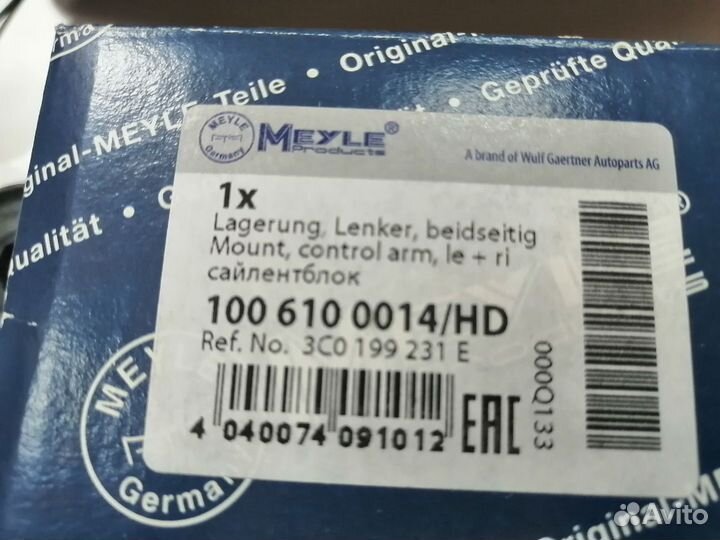 Original-MEYLE-Teile • Original-
Geprüfte Qua
Qualität •
MEYLE
Germany
MEYLE®
Products
A brand of Wulf Gaertner Autoparts AG
1x
Lagerung, Lenker, beidseitig
Mount, control arm, le + ri
сайлентблок
100 610 0014/HD
Ref. No. 3C0 199 231 E
4 040074 091012
EAC
000Q133
MEYLE
Germany
Original-M
Avito